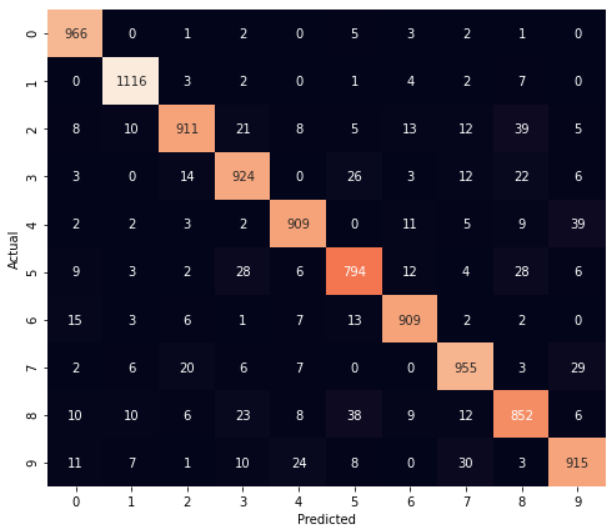 0 966 0 1 2 0 5 3 2 1 0
1 0 1116 3 2 0 1 4 2 7 0
2 8 10 911 21 8 5 13 12 39 5
3 3 0 14 924 0 26 3 12 22 6
4 2 2 3 2 909 0 11 5 9 39
Actual
5 9 3 2 28 6 794 12 4 28 6
6 15 3 6 1 7 13 909 2 2 0
7 2 6 20 6 7 0 0 955 3 29
8 10 10 6 23 8 38 9 12 852 6
9 11 7 1 10 24 8 0 30 3 915
0 1 2 3 4 5 6 7 8 9
Predicted